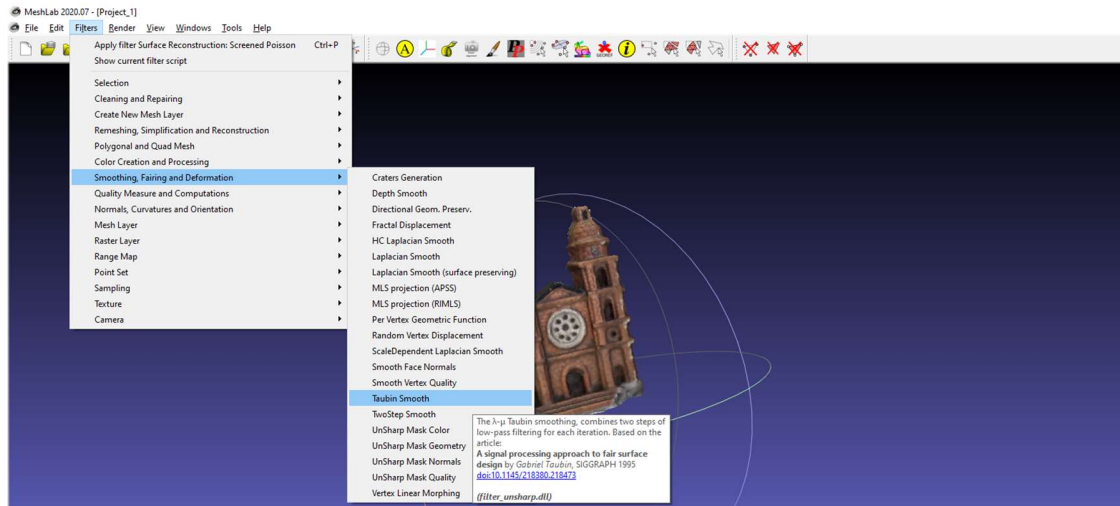 MeshLab 2020.07 - [Project_1]
File Edit Filters Render View Windows Tools Help
Apply filter Surface Reconstruction: Screened Poisson Ctrl+P
Show current filter script
Selection
Cleaning and Repairing
Create New Mesh Layer
Remeshing, Simplification and Reconstruction
Polygonal and Quad Mesh
Color Creation and Processing
Smoothing, Fairing and Deformation
Quality Measure and Computations
Normals, Curvatures and Orientation
Mesh Layer
Raster Layer
Range Map
Point Set
Sampling
Texture
Camera
Craters Generation
Depth Smooth
Directional Geom. Preserv.
Fractal Displacement
HC Laplacian Smooth
Laplacian Smooth
Laplacian Smooth (surface preserving)
MLS projection (APSS)
MLS projection (RIMLS)
Per Vertex Geometric Function
Random Vertex Displacement
ScaleDependent Laplacian Smooth
Smooth Face Normals
Smooth Vertex Quality
Taubin Smooth
TwoStep Smooth
UnSharp Mask Color
UnSharp Mask Geometry
UnSharp Mask Normals
UnSharp Mask Quality
Vertex Linear Morphing
The λ-μ Taubin smoothing, combines two steps of
low-pass filtering for each iteration. Based on the
article:
A signal processing approach to fair surface
design by Gabriel Taubin, SIGGRAPH 1995
doi:10.1145/218380.218473
(filter_unsharp.dll)